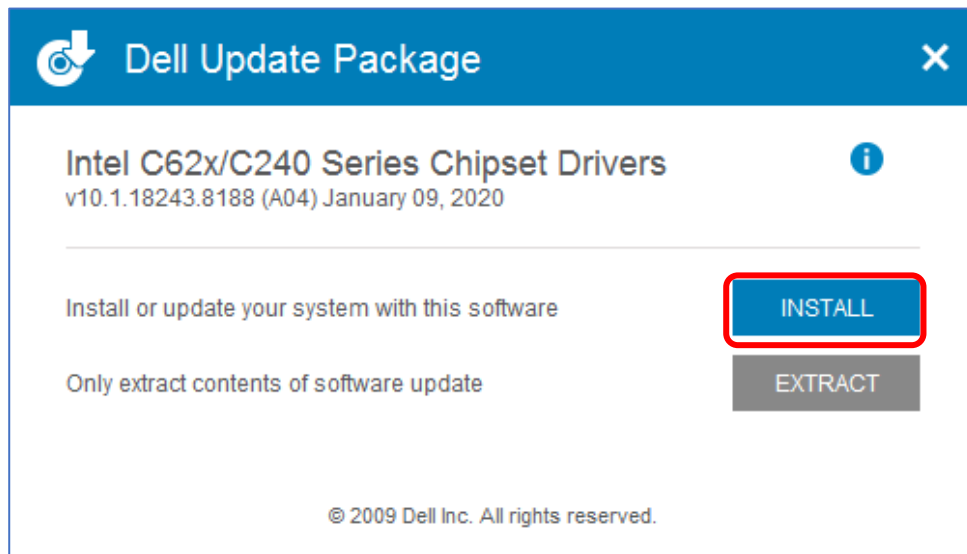 Dell Update Package
Intel C62x/C240 Series Chipset Drivers
v10.1.18243.8188 (A04) January 09, 2020
Install or update your system with this software
INSTALL
Only extract contents of software update
EXTRACT
© 2009 Dell Inc. All rights reserved.